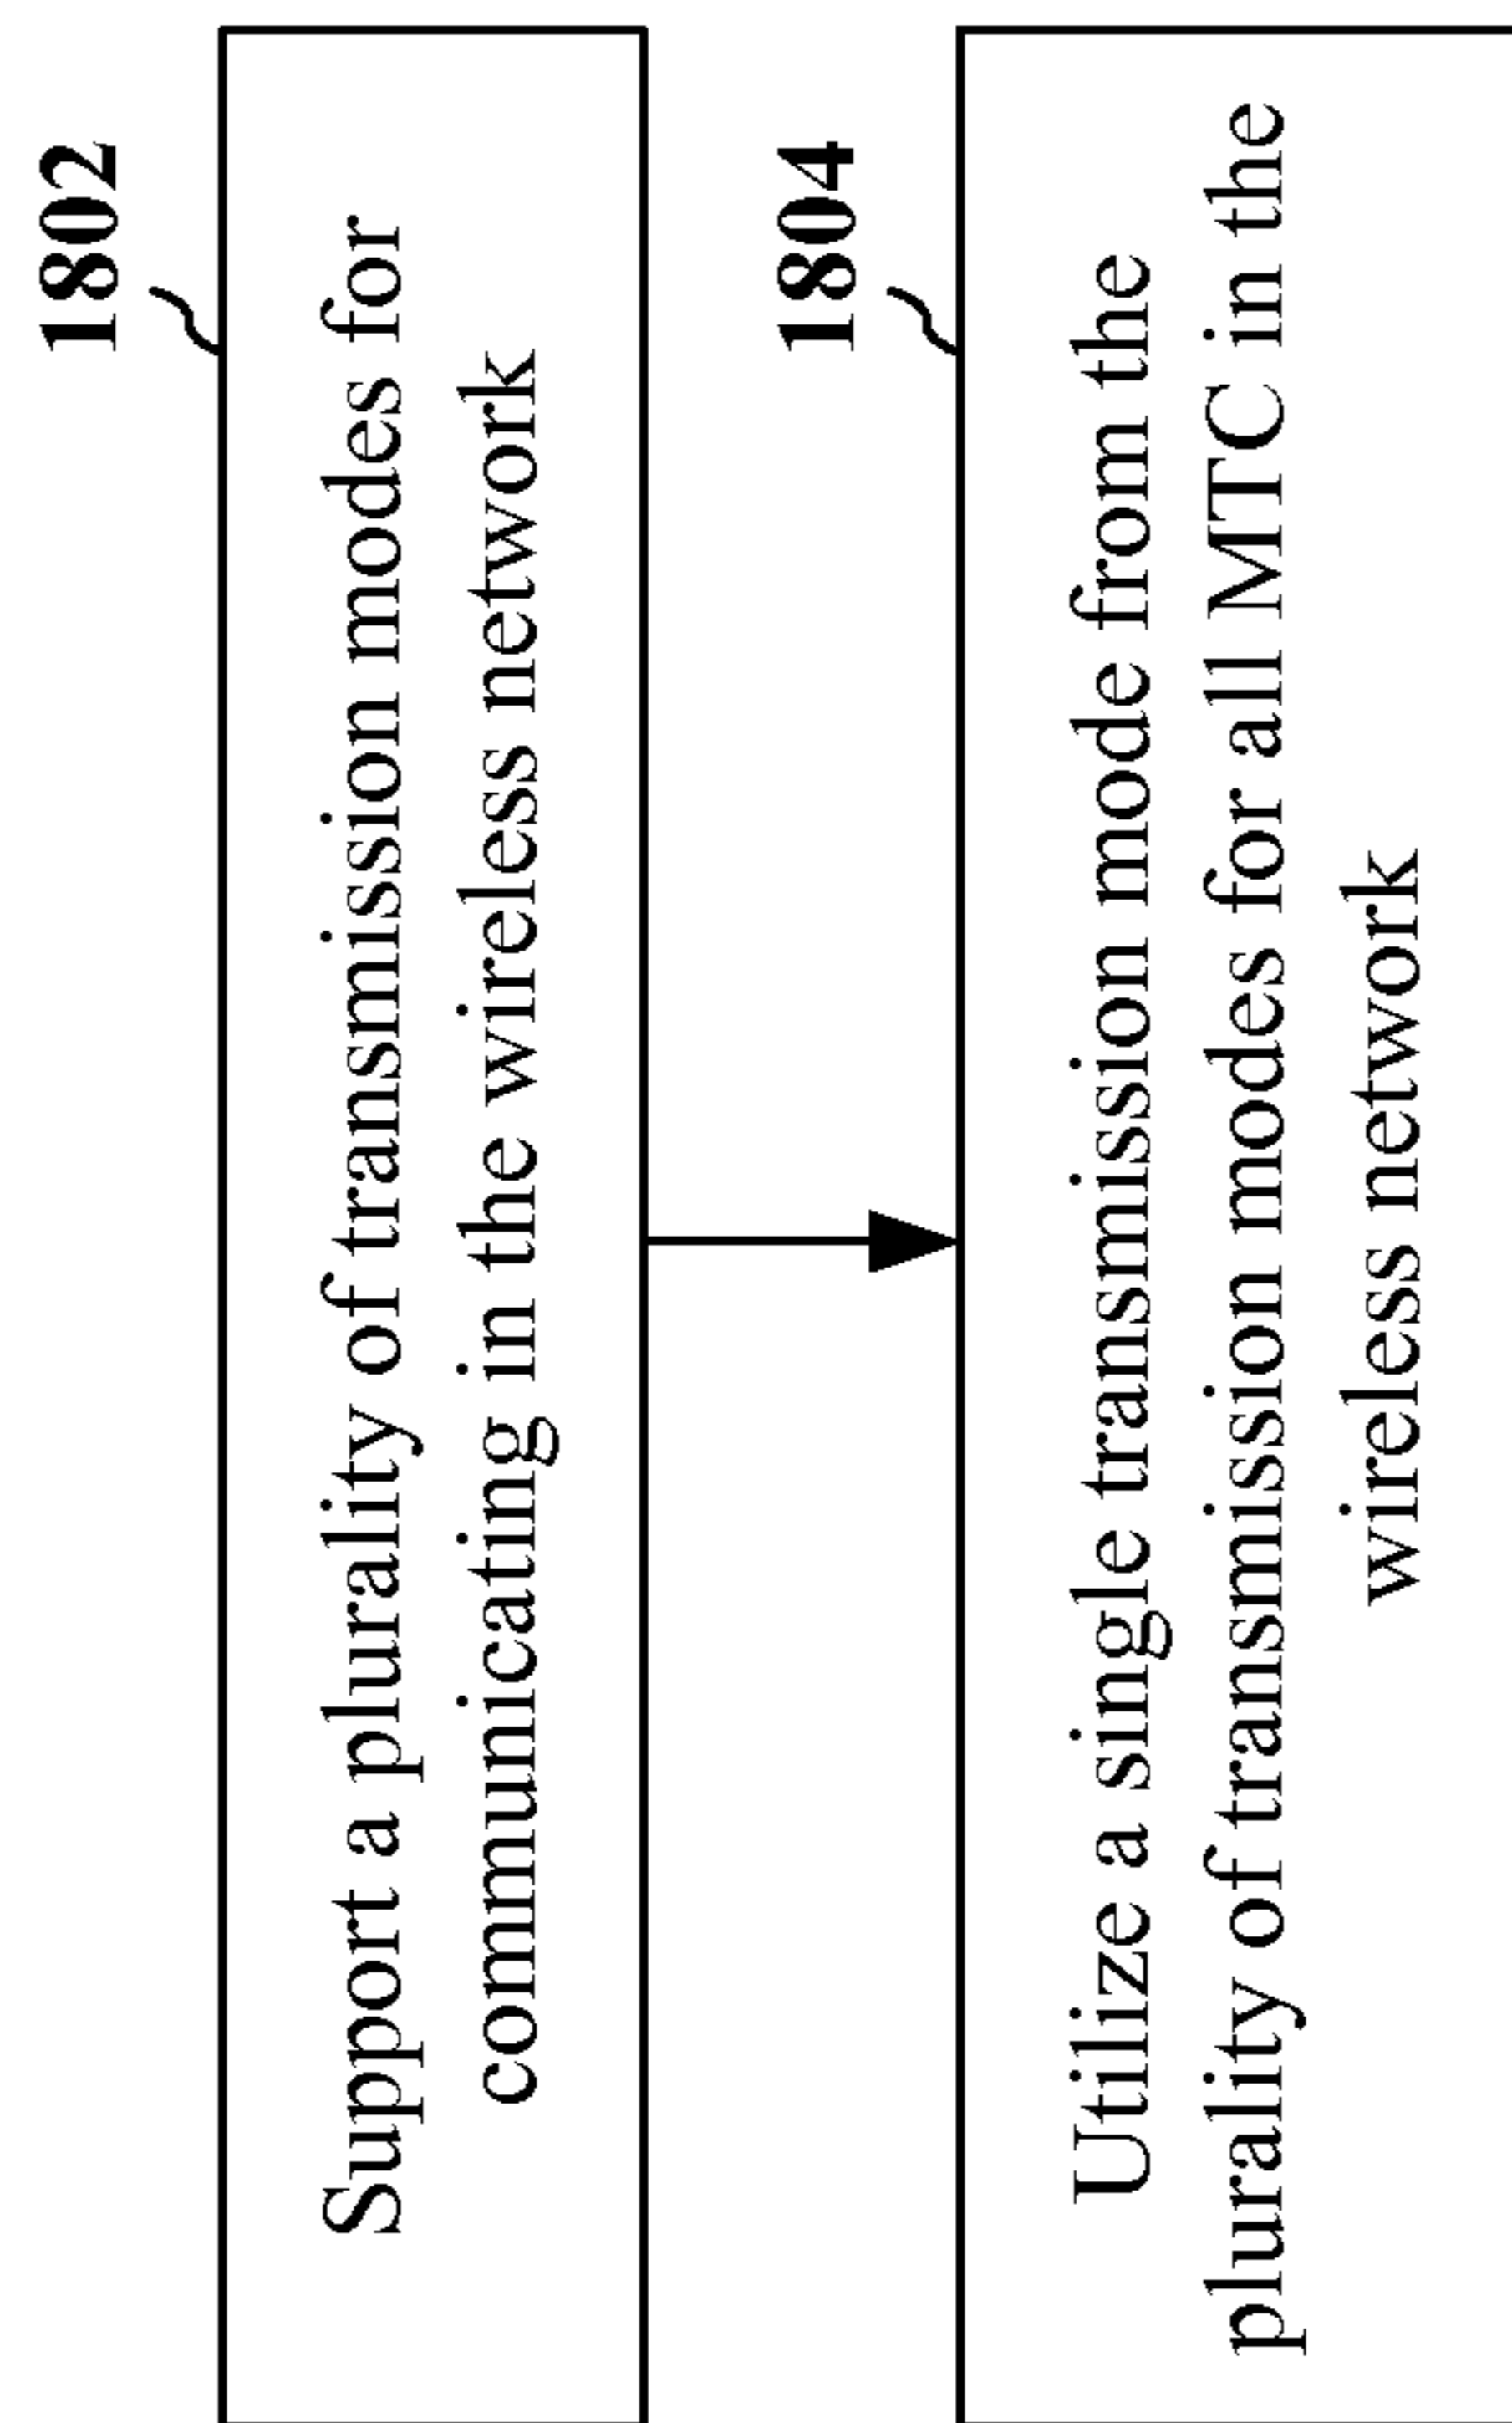 1802
Support a plurality of transmission modes for
communicating in the wireless network
1804
Utilize a single transmission mode from the
plurality of transmission modes for all MTC in the
wireless network